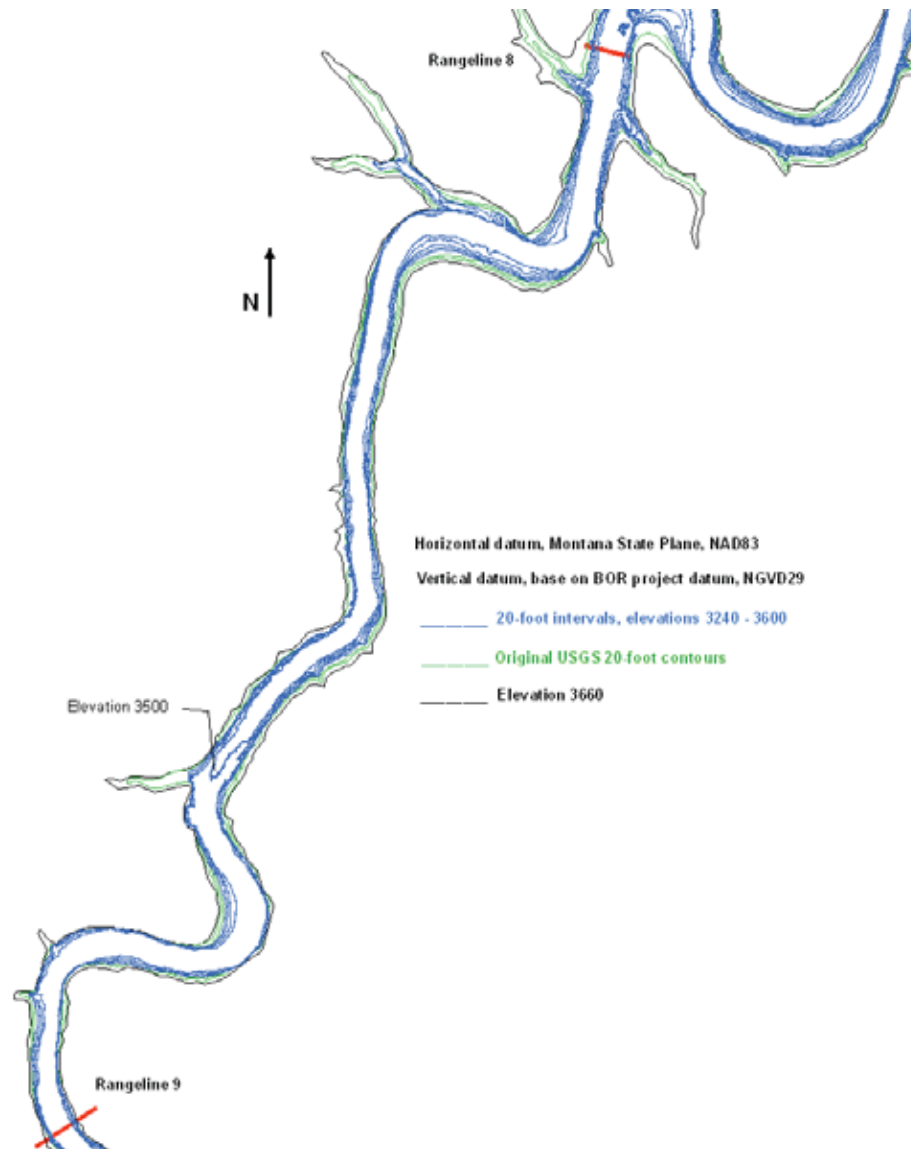 Rangeline 8
N
Horizontal datum, Montana State Plane, NAD83
Vertical datum, base on BOR project datum, NGVD29
20-foot intervals, elevations 3240 - 3600
Original USGS 20-foot contours
Elevation 3660
Elevation 3500
Rangeline 9